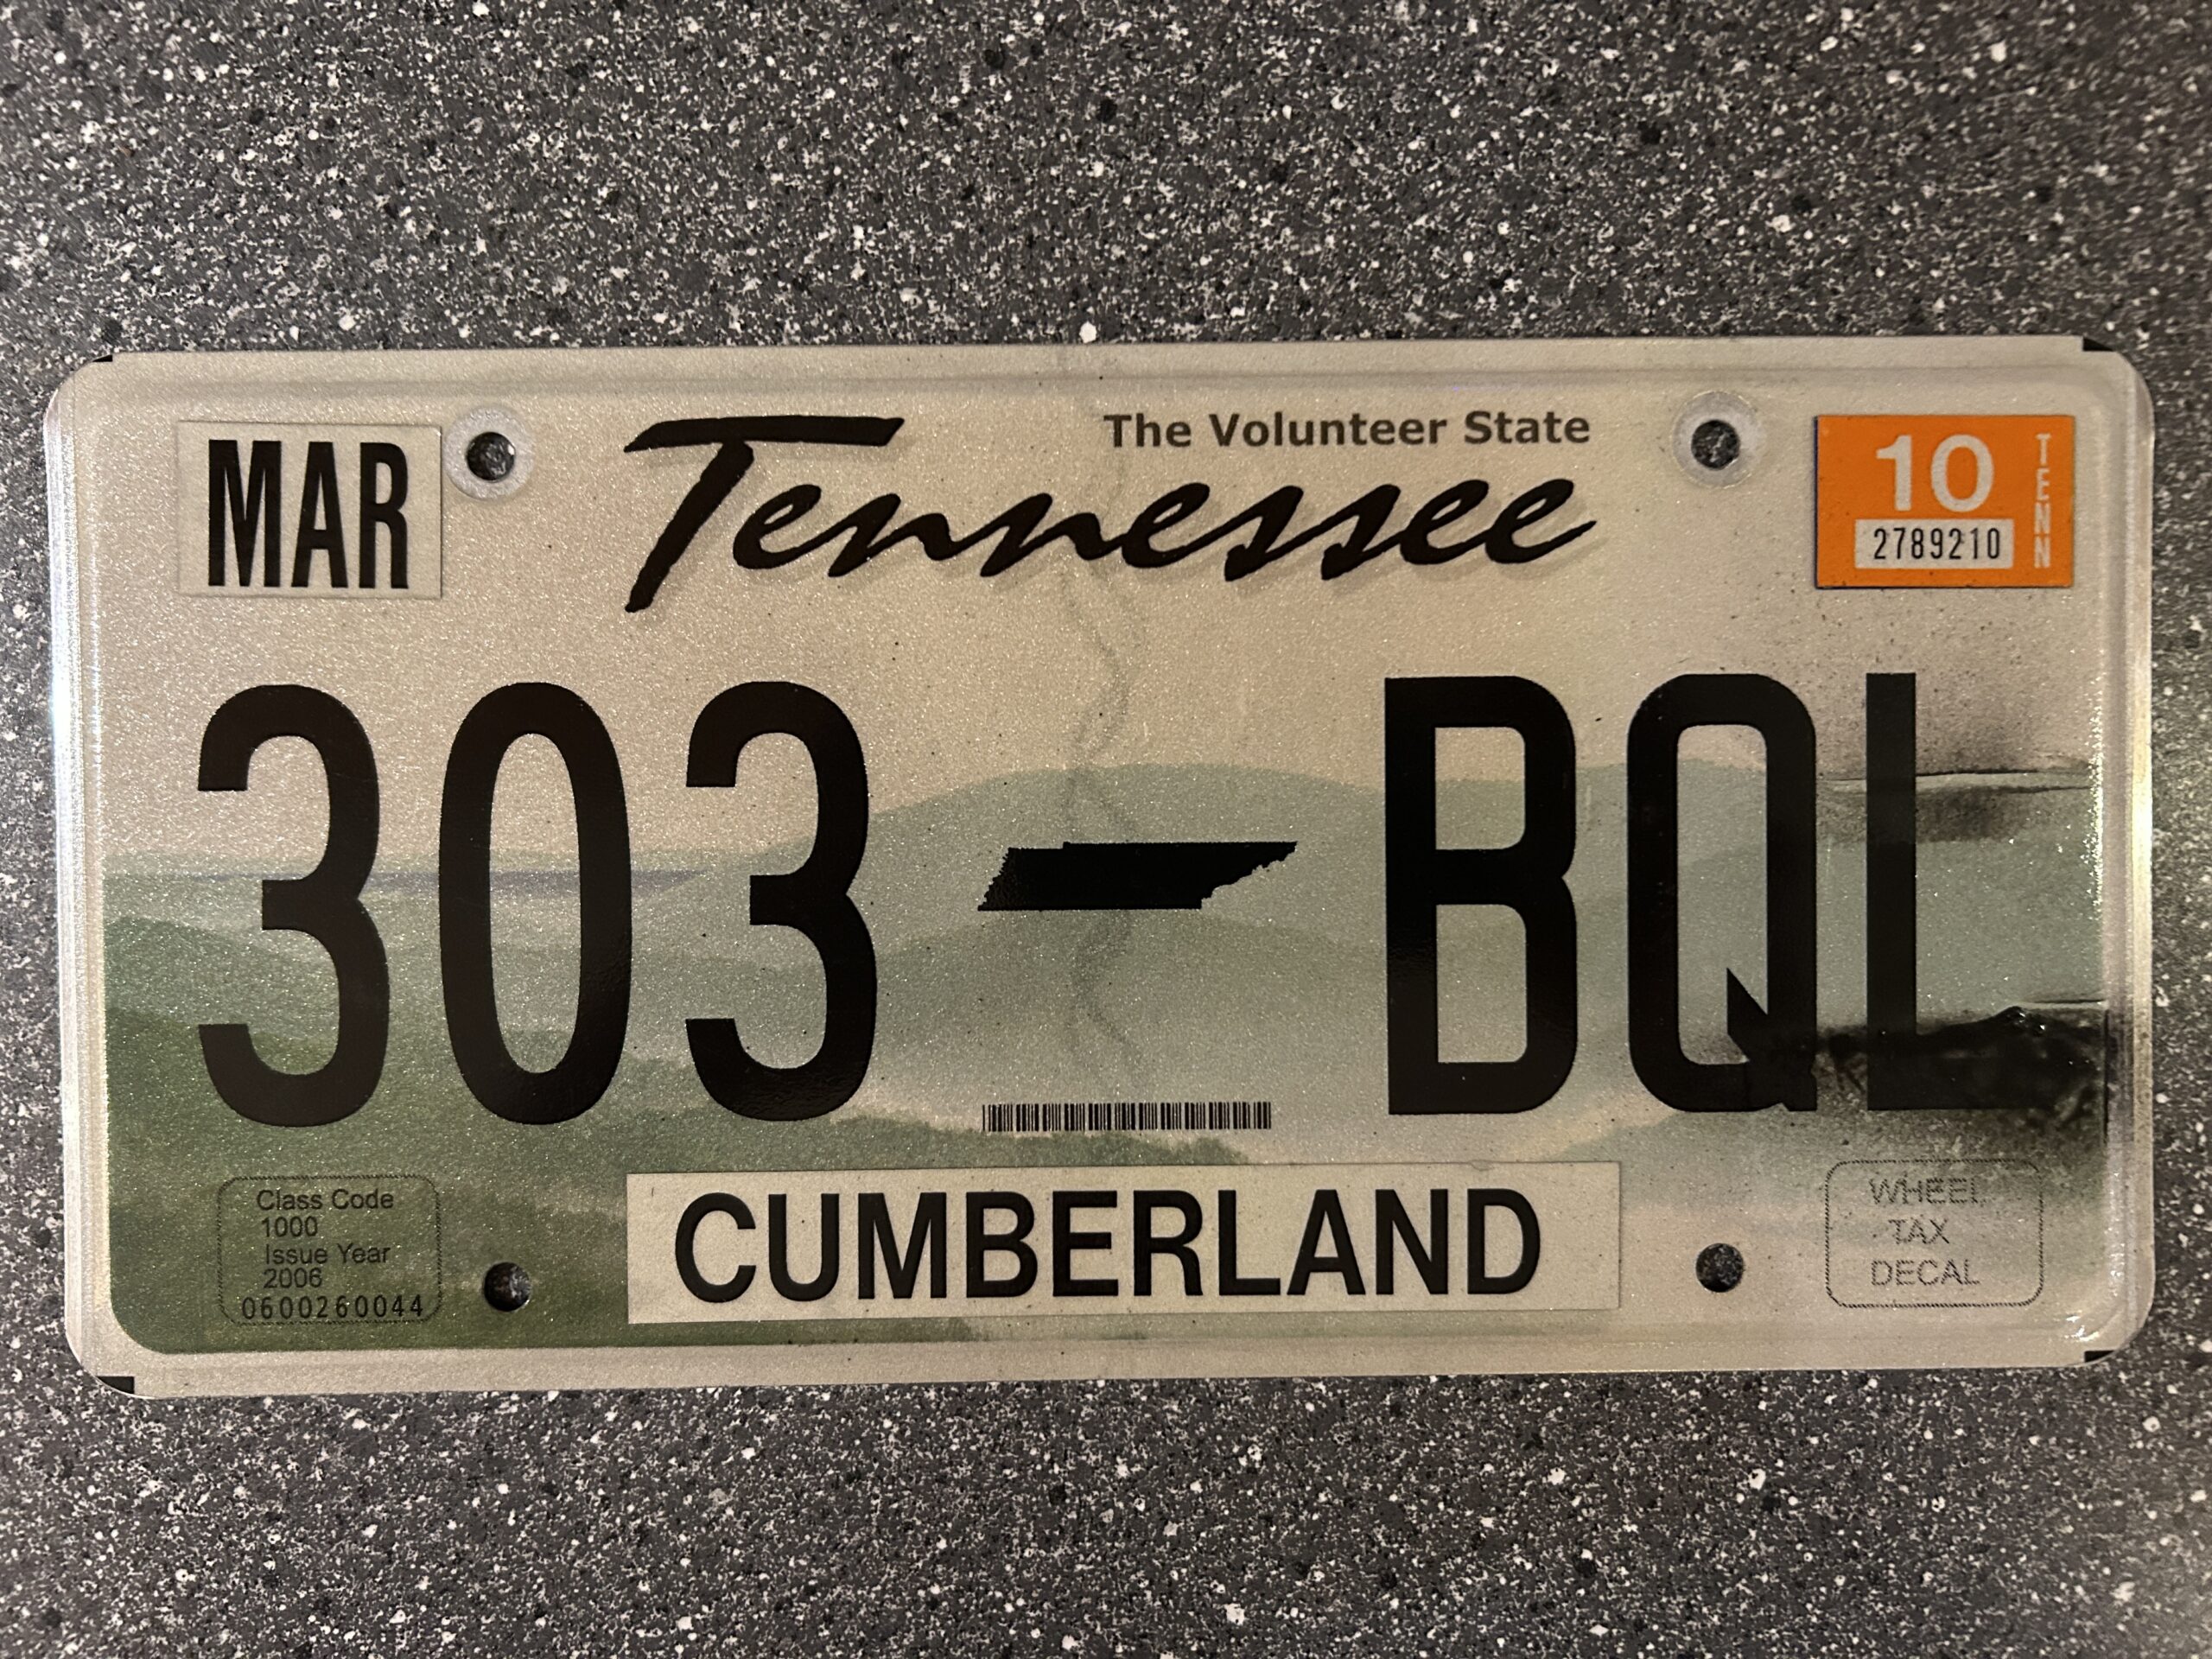 MAR
The Volunteer State
Tennessee
10
TENN
2789210
303 BQL
Class Code
1000
Issue Year
2006
0600260044
CUMBERLAND
WHEEL
TAX
DECAL